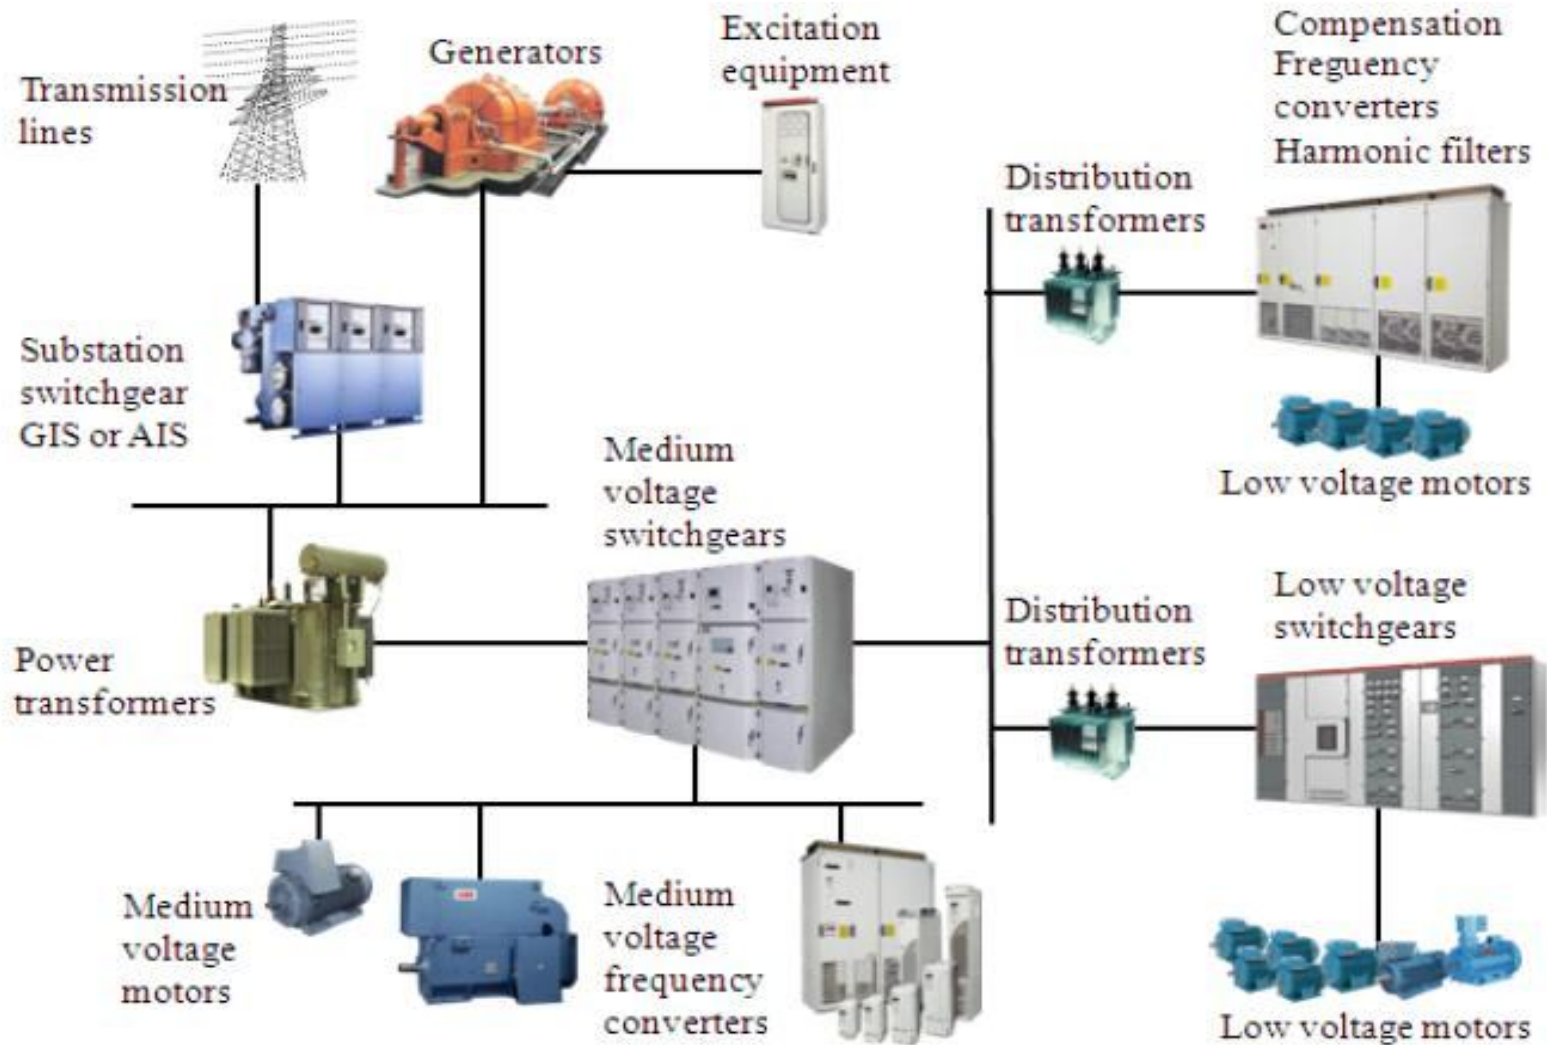 Transmission
lines
Generators
Excitation
equipment
Compensation
Freguency
converters
Harmonic filters
Distribution
transformers
Substation
switchgear
GIS or AIS
Medium
voltage
switchgears
Low voltage motors
Power
transformers
Distribution
transformers
Low voltage
switchgears
Medium
voltage
motors
Medium
voltage
frequency
converters
Low voltage motors